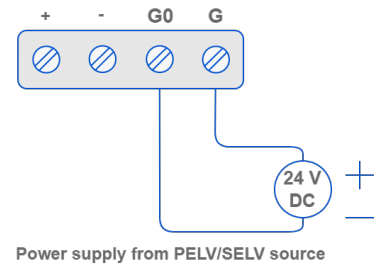 + - G0 G
24 V
DC
+
-
Power supply from PELV/SELV source